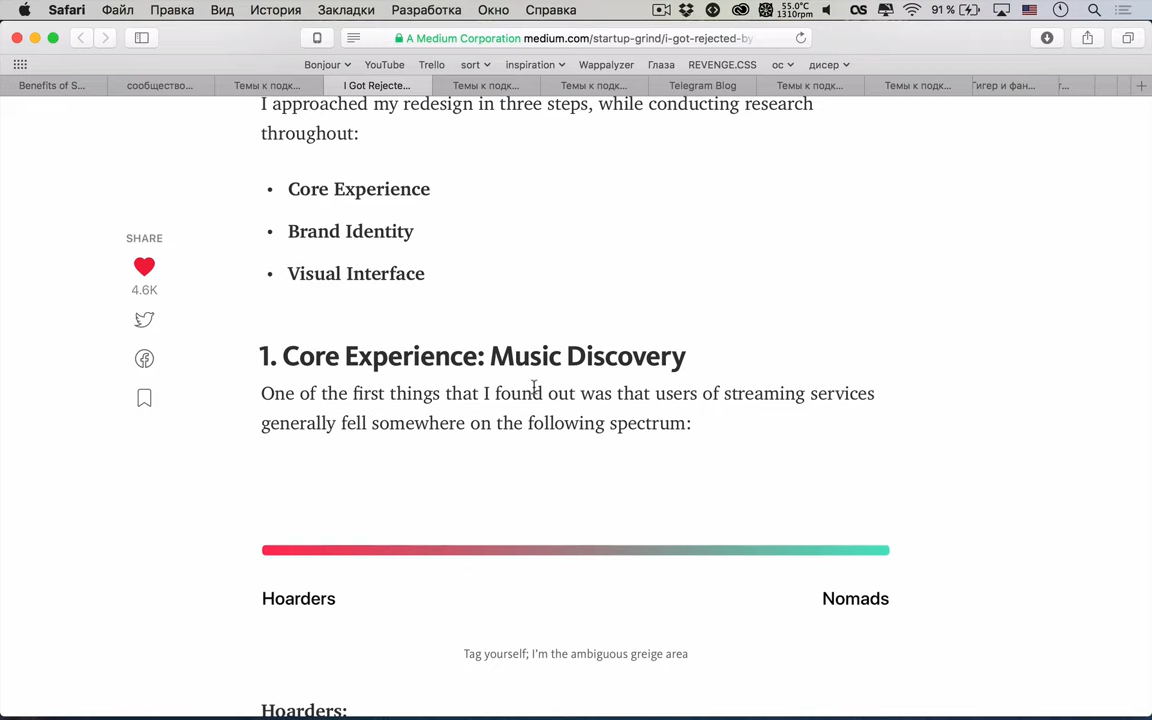 Safari Файл Правка Вид История Закладки Разработка Окно Справка 55.0°C 1310rpm 91 %
A Medium Corporation medium.com/startup-grind/i-got-rejected-by
Bonjour YouTube Trello sort inspiration Wappalyzer Глаза REVENGE.CSS ос дисер
Benefits of S... сообщество... Темы к подк... I Got Rejecte... Темы к подк... Темы к подк... Telegram Blog Темы к подк... Темы к подк... Гигер и фан...
I approached my redesign in three steps, while conducting research
throughout:
• Core Experience
• Brand Identity
• Visual Interface
SHARE
4.6K
1. Core Experience: Music Discovery
One of the first things that I found out was that users of streaming services
generally fell somewhere on the following spectrum:
Hoarders Nomads
Tag yourself; I'm the ambiguous greige area
Hoarders: